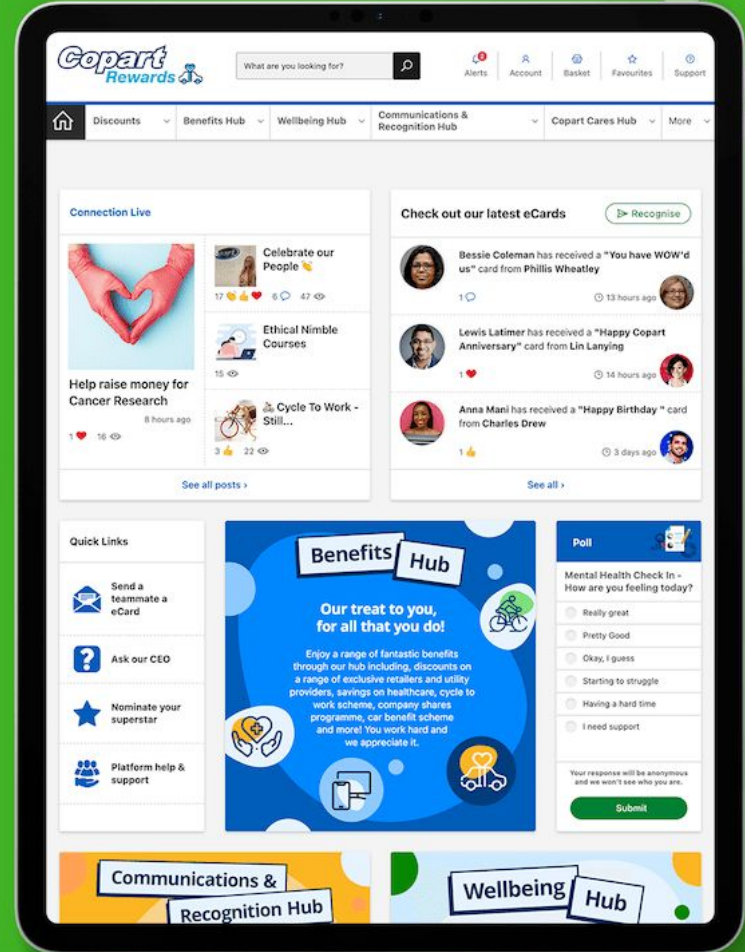 Copart
Rewards
What are you looking for?
Alerts
Account
Basket
Favourites
Support
Discounts
Benefits Hub
Wellbeing Hub
Communications &
Recognition Hub
Copart Cares Hub
More
Connection Live
Help raise money for
Cancer Research
8 hours ago
1 16
Celebrate our
People
17 6 47
Ethical Nimble
Courses
15
Cycle To Work -
Still...
3 22
See all posts ›
Check out our latest eCards
Recognise
Bessie Coleman has received a "You have WOW'd
us" card from Phillis Wheatley
1 13 hours ago
Lewis Latimer has received a "Happy Copart
Anniversary" card from Lin Lanying
1 14 hours ago
Anna Mani has received a "Happy Birthday " card
from Charles Drew
1 3 days ago
See all ›
Quick Links
Send a
teammate a
eCard
Ask our CEO
Nominate your
superstar
Platform help &
support
Benefits Hub
Our treat to you,
for all that you do!
Enjoy a range of fantastic benefits
through our hub including, discounts on
a range of exclusive retailers and utility
providers, savings on healthcare, cycle to
work scheme, company shares
programme, car benefit scheme
and more! You work hard and
we appreciate it.
Poll
Mental Health Check In -
How are you feeling today?
Really great
Pretty Good
Okay, I guess
Starting to struggle
Having a hard time
I need support
Your response will be anonymous
and we won't see who you are.
Submit
Communications &
Recognition Hub
Wellbeing Hub